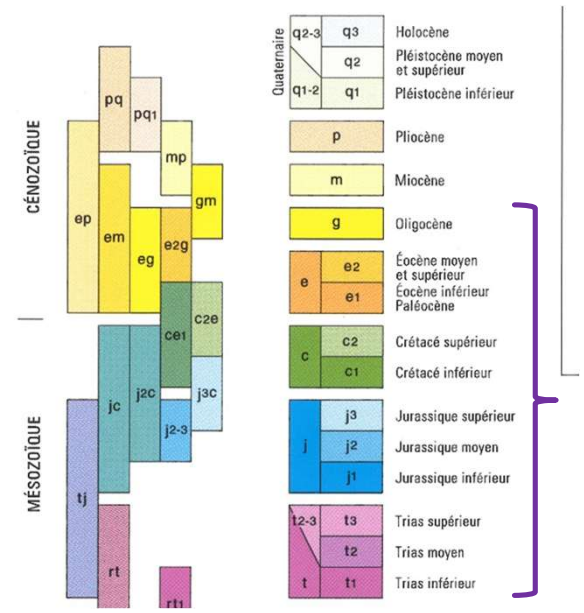 CÉNOZOÏQUE
MÉSOZOÏQUE
pq
pq1
mp
gm
ep
em
eg
e2g
ce1
c2e
jc
j2c
j3c
j2-3
tj
rt
rt1
Quaternaire
q2-3
q3
Holocène
q2
Pléistocène moyen
et supérieur
q1-2
q1
Pléistocène inférieur
p
Pliocène
m
Miocène
g
Oligocène
e
e2
Éocène moyen
et supérieur
e1
Éocène inférieur
Paléocène
c
c2
Crétacé supérieur
c1
Crétacé inférieur
j
j3
Jurassique supérieur
j2
Jurassique moyen
j1
Jurassique inférieur
t2-3
t3
Trias supérieur
t2
Trias moyen
t
t1
Trias inférieur